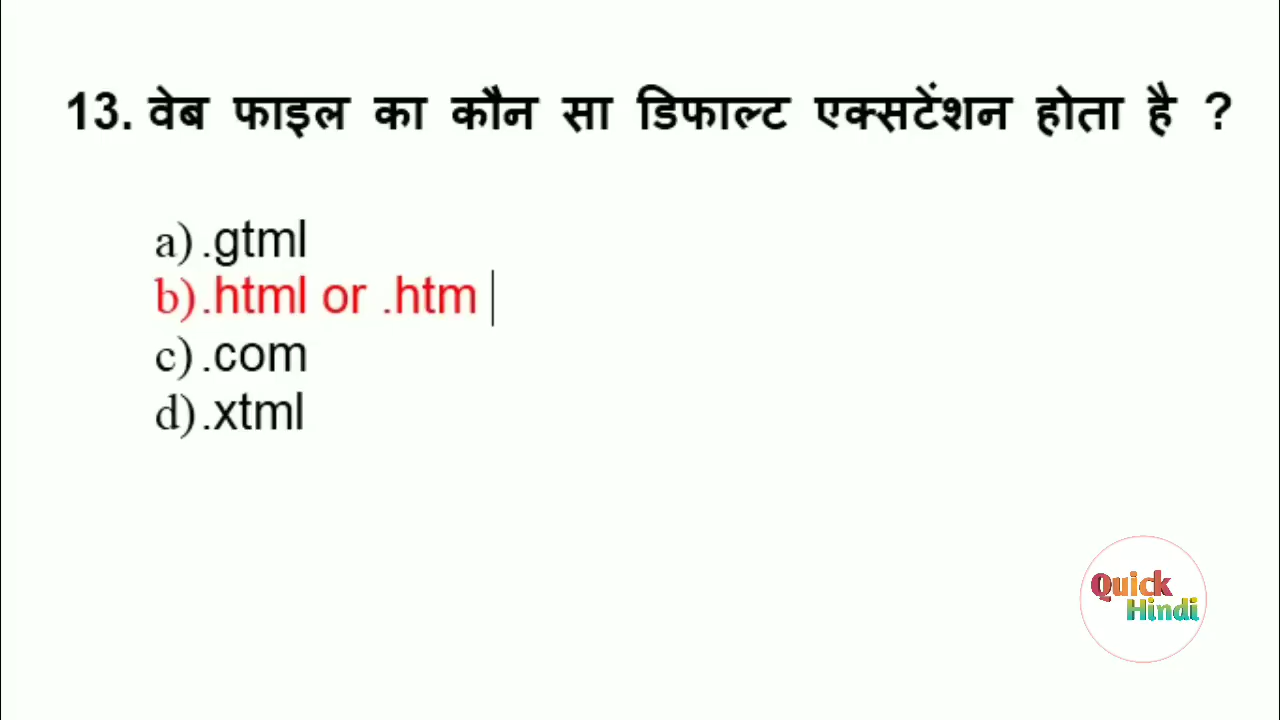 13. वेब फाइल का कौन सा डिफाल्ट एक्सटेंशन होता है ?
a) .gtml
b) .html or .htm
c) .com
d) .xtml
Quick
Hindi